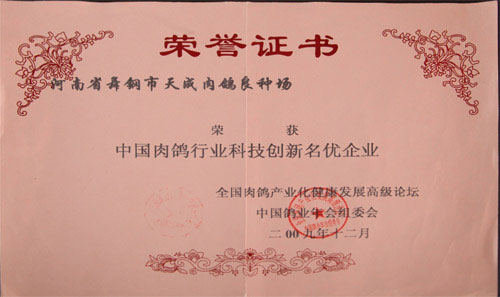 荣誉证书
河南省舞钢市天成肉鸽良种场
荣获
中国肉鸽行业科技创新名优企业
全国肉鸽产业化健康发展高级论坛
中国鸽业年会组委会
二00九年十二月